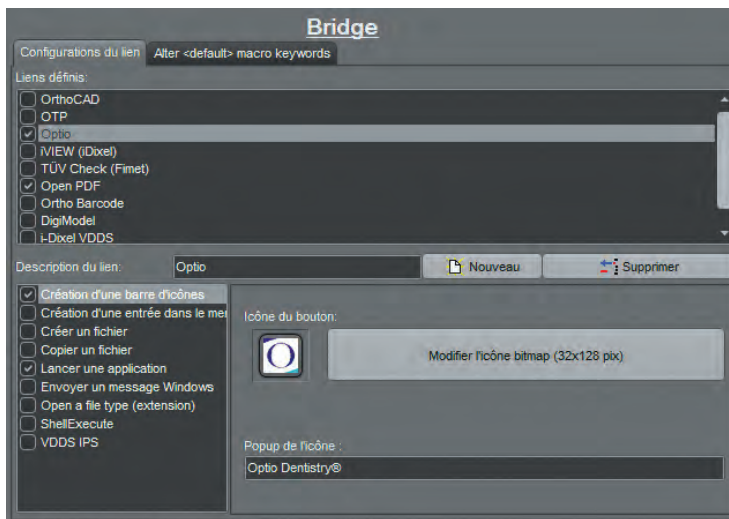 Bridge
Configurations du lien
Alter <default> macro keywords
Liens définis:
OrthoCAD
OTP
Optio
iVIEW (iDixel)
TÜV Check (Fimet)
Open PDF
Ortho Barcode
DigiModel
i-Dixel VDDS
Description du lien:
Optio
Nouveau
Supprimer
Création d'une barre d'icônes
Création d'une entrée dans le mer
Créer un fichier
Copier un fichier
Lancer une application
Envoyer un message Windows
Open a file type (extension)
ShellExecute
VDDS IPS
Icône du bouton:
O
Modifier l'icône bitmap (32x128 pix)
Popup de l'icône :
Optio Dentistry®